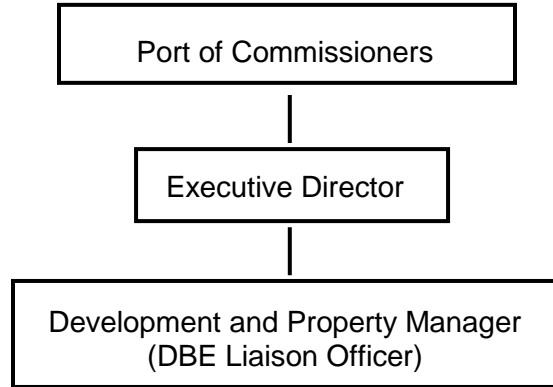 Port of Commissioners
Executive Director
Development and Property Manager
(DBE Liaison Officer)